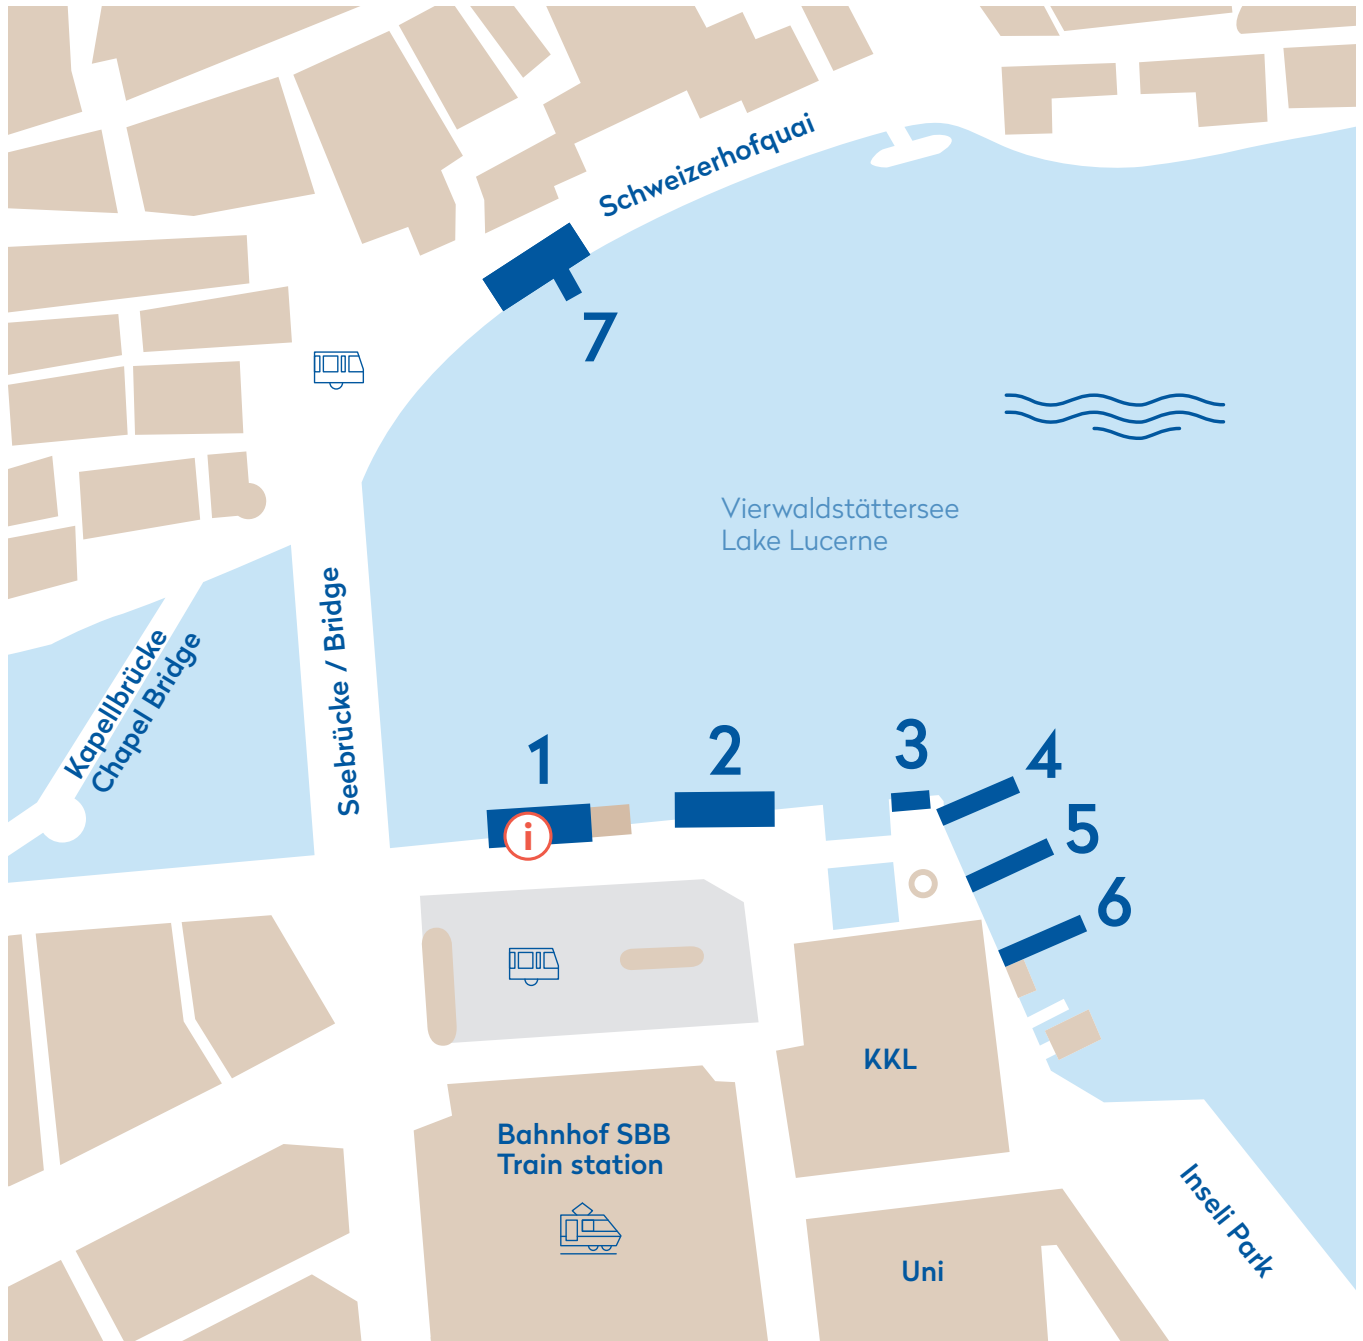 Schweizerhofquai
7
Vierwaldstättersee
Lake Lucerne
Kapellbrücke
Chapel Bridge
Seebrücke / Bridge
1
i
2
3
4
5
6
KKL
Bahnhof SBB
Train station
Inseli Park
Uni